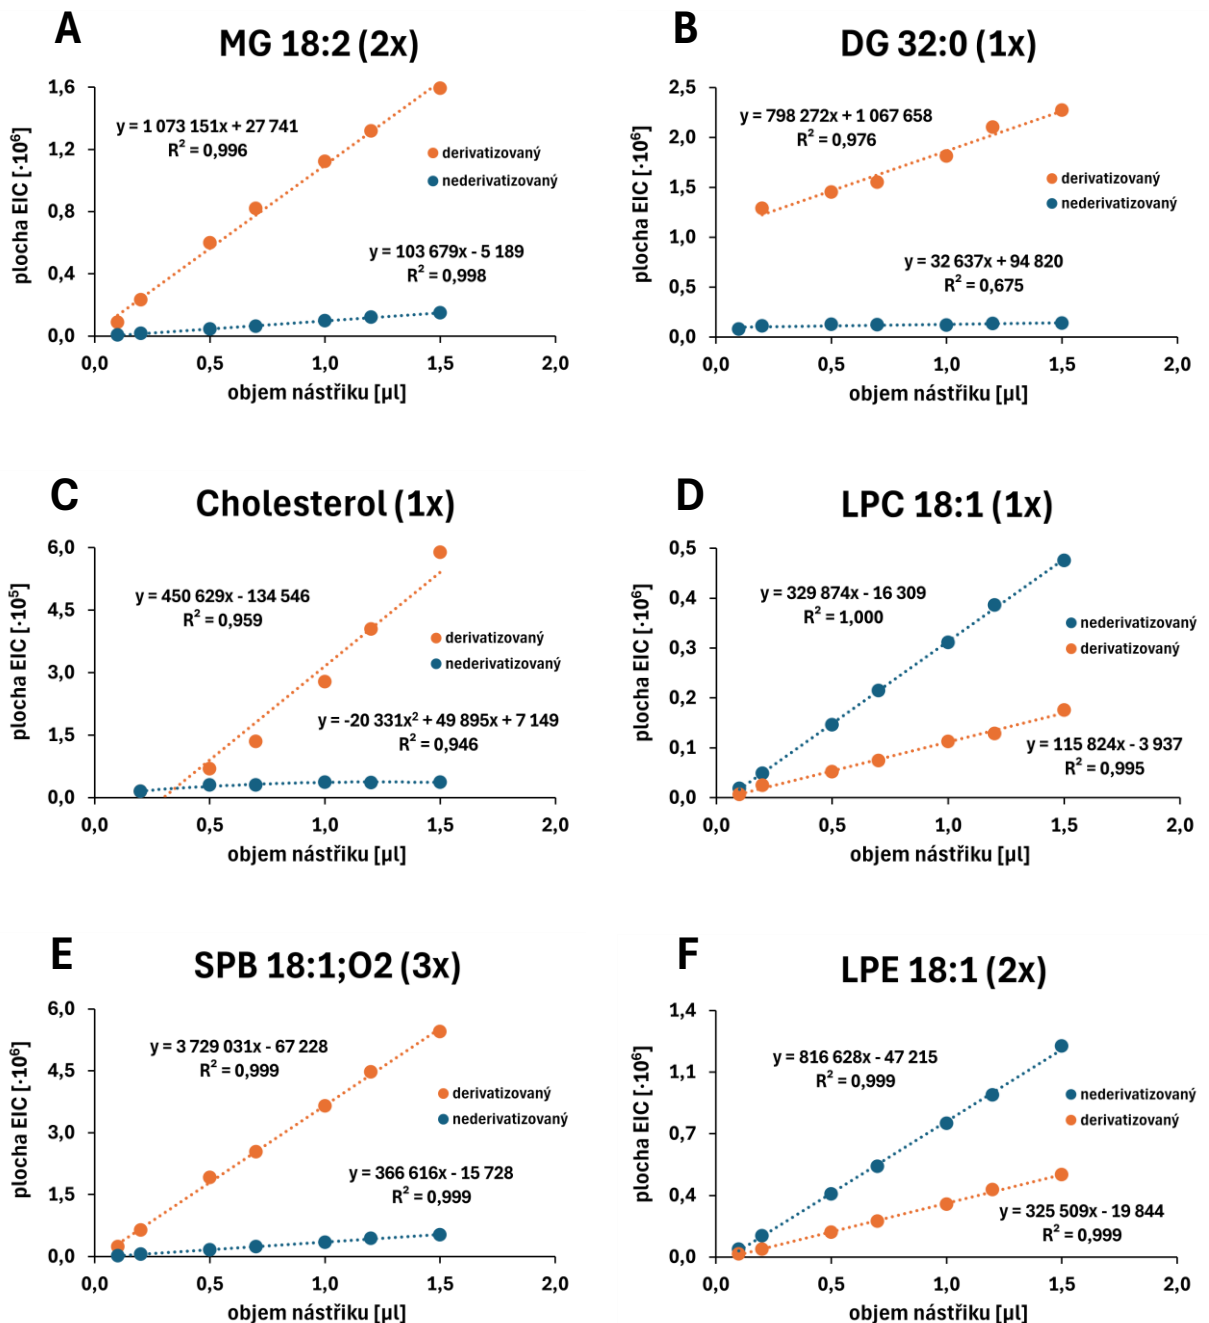 A
MG 18:2 (2x)
plocha EIC [·10⁶]
1,6
1,2
0,8
0,4
0,0
y = 1 073 151x + 27 741
R² = 0,996
derivatizovaný
nederivatizovaný
y = 103 679x - 5 189
R² = 0,998
0,0 0,5 1,0 1,5 2,0
objem nástřiku [µl]
B
DG 32:0 (1x)
plocha EIC [·10⁶]
2,5
2,0
1,5
1,0
0,5
0,0
y = 798 272x + 1 067 658
R² = 0,976
derivatizovaný
nederivatizovaný
y = 32 637x + 94 820
R² = 0,675
0,0 0,5 1,0 1,5 2,0
objem nástřiku [µl]
C
Cholesterol (1x)
plocha EIC [·10⁵]
6,0
4,5
3,0
1,5
0,0
y = 450 629x - 134 546
R² = 0,959
derivatizovaný
nederivatizovaný
y = -20 331x² + 49 895x + 7 149
R² = 0,946
0,0 0,5 1,0 1,5 2,0
objem nástřiku [µl]
D
LPC 18:1 (1x)
plocha EIC [·10⁶]
0,5
0,4
0,3
0,2
0,1
0,0
y = 329 874x - 16 309
R² = 1,000
nederivatizovaný
derivatizovaný
y = 115 824x - 3 937
R² = 0,995
0,0 0,5 1,0 1,5 2,0
objem nástřiku [µl]
E
SPB 18:1;O2 (3x)
plocha EIC [·10⁶]
6,0
4,5
3,0
1,5
0,0
y = 3 729 031x - 67 228
R² = 0,999
derivatizovaný
nederivatizovaný
y = 366 616x - 15 728
R² = 0,999
0,0 0,5 1,0 1,5 2,0
objem nástřiku [µl]
F
LPE 18:1 (2x)
plocha EIC [·10⁶]
1,4
1,1
0,7
0,4
0,0
y = 816 628x - 47 215
R² = 0,999
nederivatizovaný
derivatizovaný
y = 325 509x - 19 844
R² = 0,999
0,0 0,5 1,0 1,5 2,0
objem nástřiku [µl]